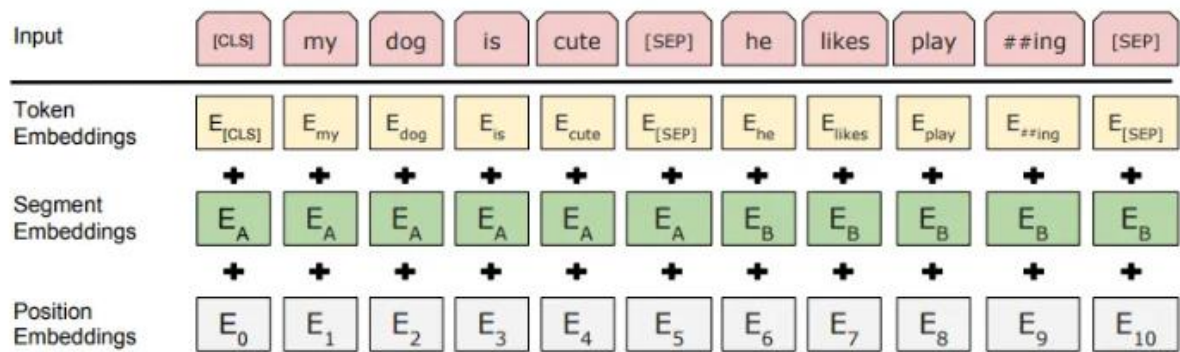 Input [CLS] my dog is cute [SEP] he likes play ##ing [SEP]
Token Embeddings E[CLS] Emy Edog Eis Ecute E[SEP] Ehe Elikes Eplay E##ing E[SEP]
+ + + + + + + + + + +
Segment Embeddings EA EA EA EA EA EA EB EB EB EB EB
+ + + + + + + + + + +
Position Embeddings E0 E1 E2 E3 E4 E5 E6 E7 E8 E9 E10